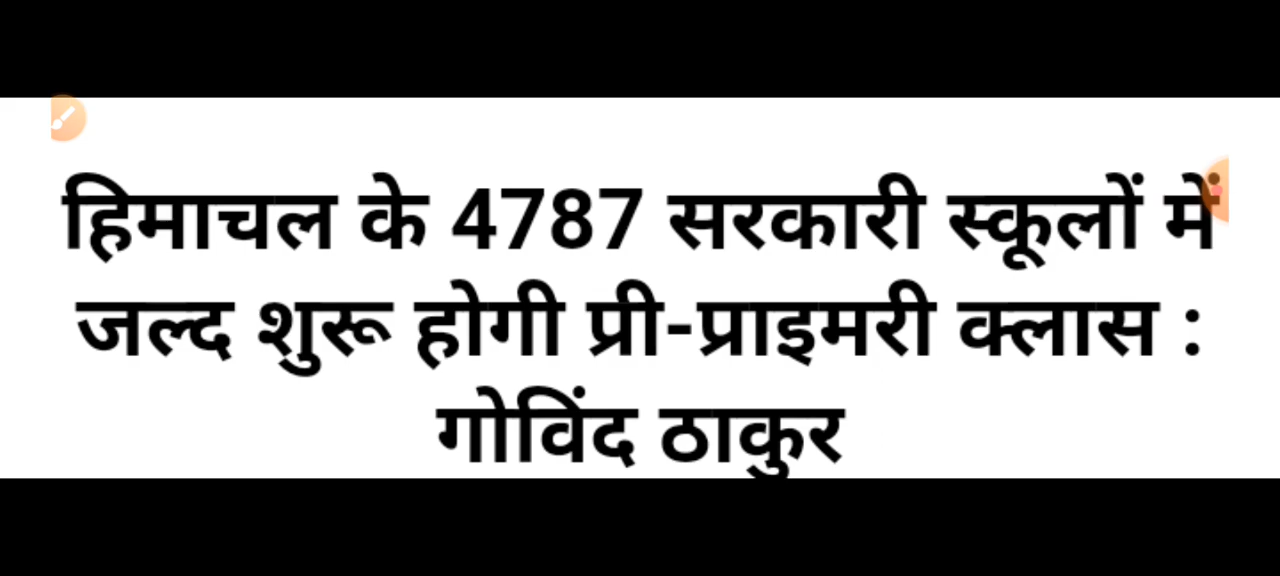 हिमाचल के 4787 सरकारी स्कूलों में
जल्द शुरू होगी प्री-प्राइमरी क्लास :
गोविंद ठाकुर